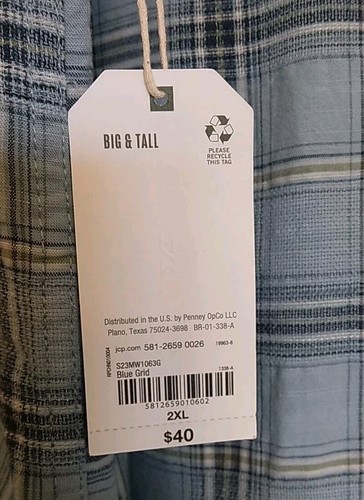 BIG & TALL
PLEASE
RECYCLE
THIS TAG
Distributed in the U.S. by Penney OpCo LLC
Plano, Texas 75024-3698 BR-01-338-A
jcp.com 581-2659 0026
S23MW1063G
Blue Grid
1338-A
5812659010602
2XL
$40